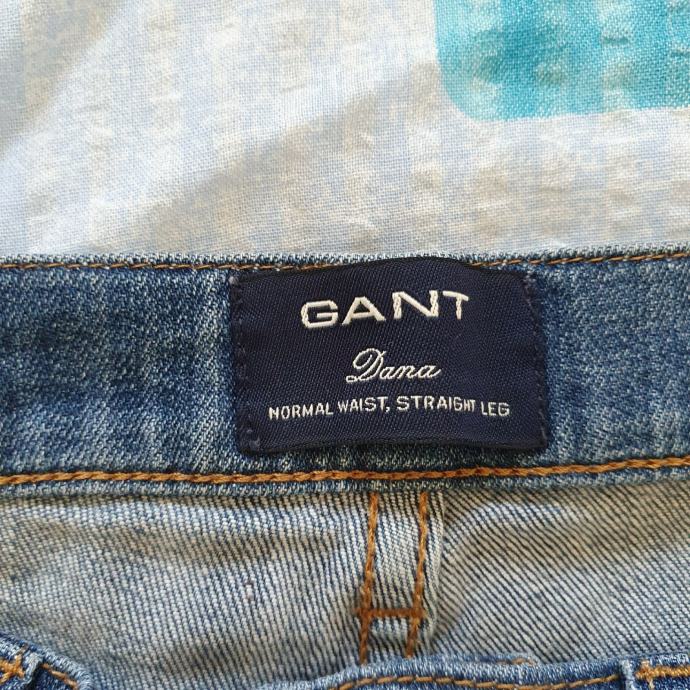 GANT
Dana
NORMAL WAIST, STRAIGHT LEG